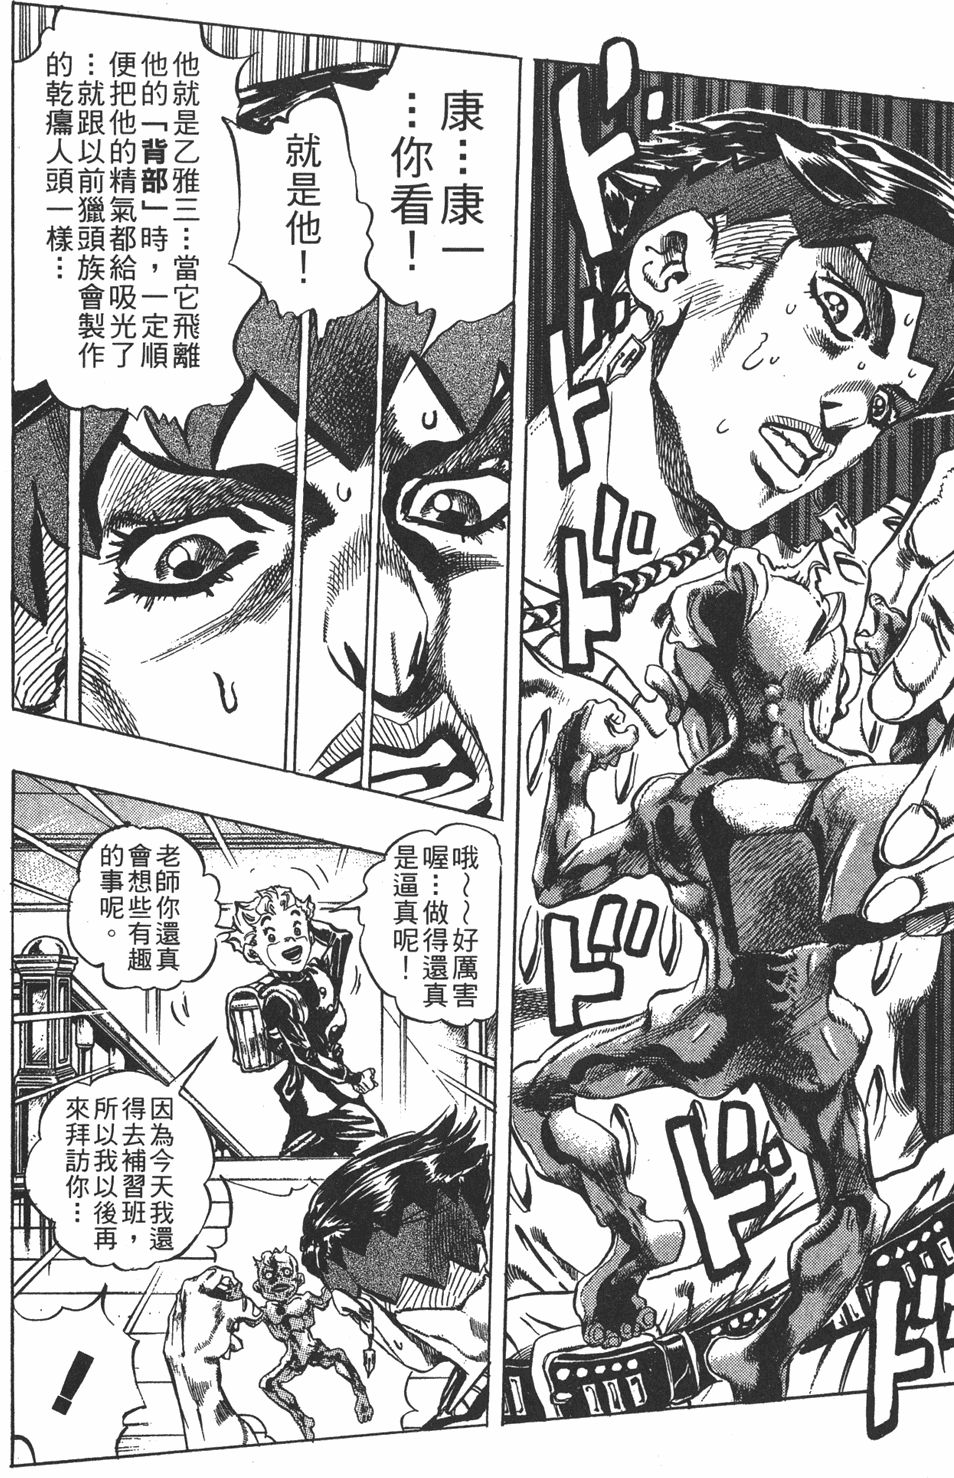 ドドドドドドドドド
康…康一
…你看！
就是他！
他就是乙雅三…當它飛離
他的「背部」時，一定順
便把他的精氣都給吸光了
…就跟以前獵頭族會製作
的乾癟人頭一樣…
哦～～好厲害
喔…做得還真
是逼真呢！
老師你還真
會想些有趣
的事呢。
因為今天我還
得去補習班，
所以我以後再
來拜訪你…
！